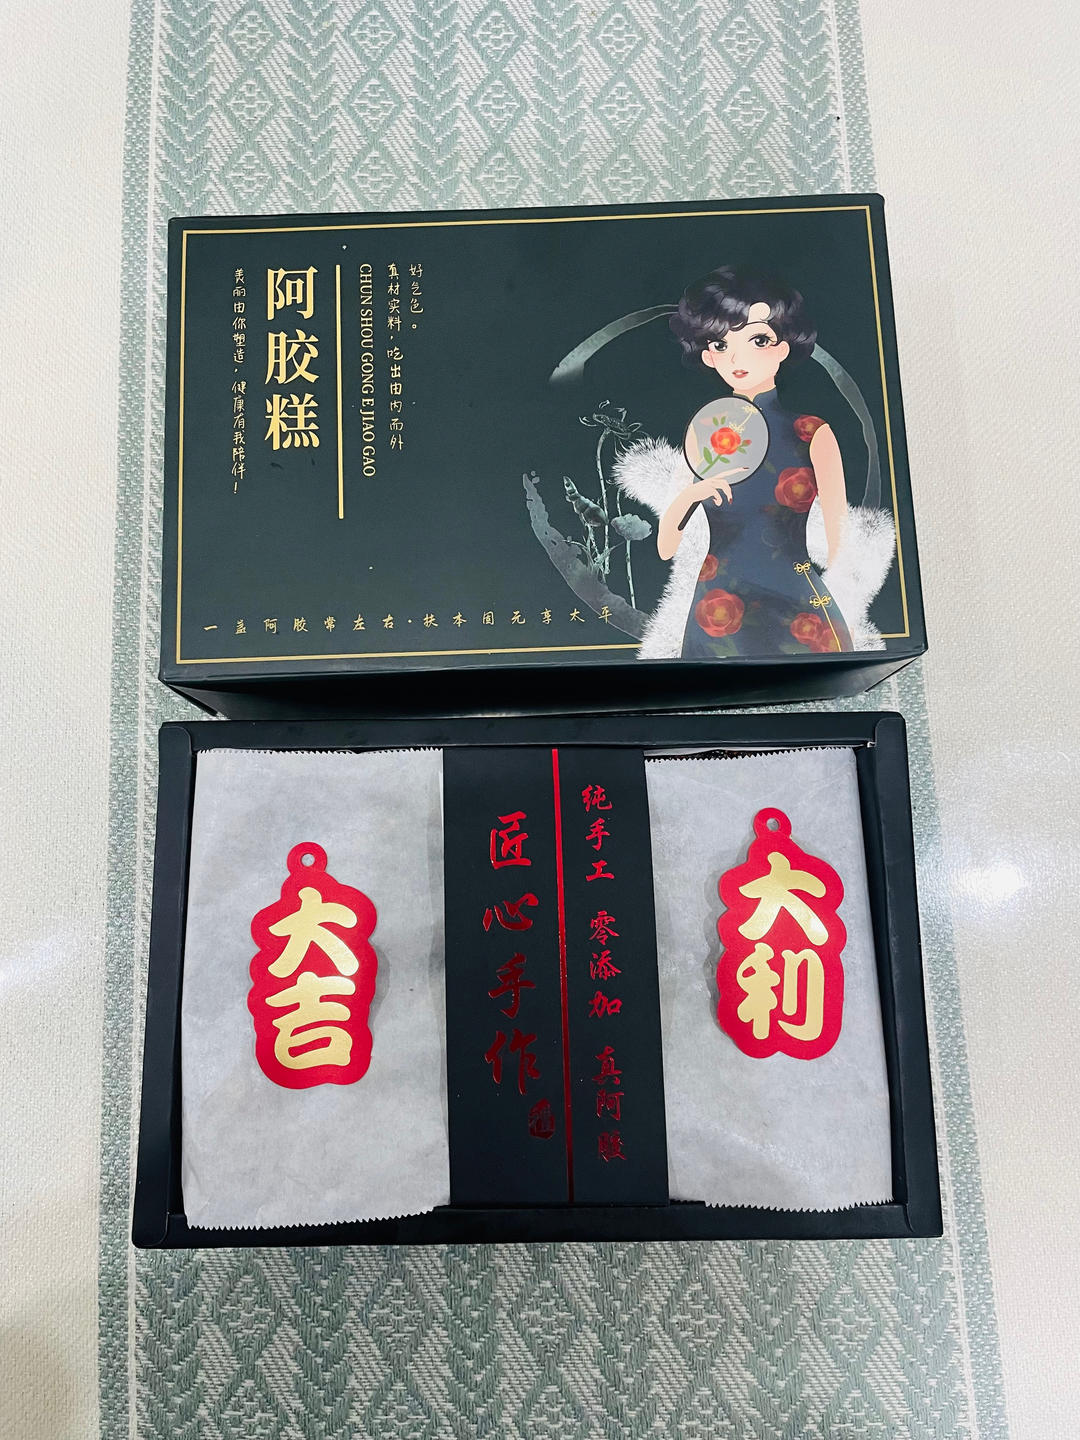 好气色。
真材实料，吃出由内而外
CHUN SHOU GONG EJIAO GAO
阿胶糕
美丽由你塑造，健康有我陪伴！
一盏阿胶常左右·扶本固元享太平
大吉
匠心手作
纯手工 零添加 真阿胶
大利